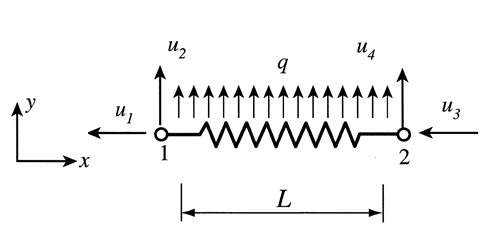 u₂ q u₄
y
u₁ u₃
x 1 2
L